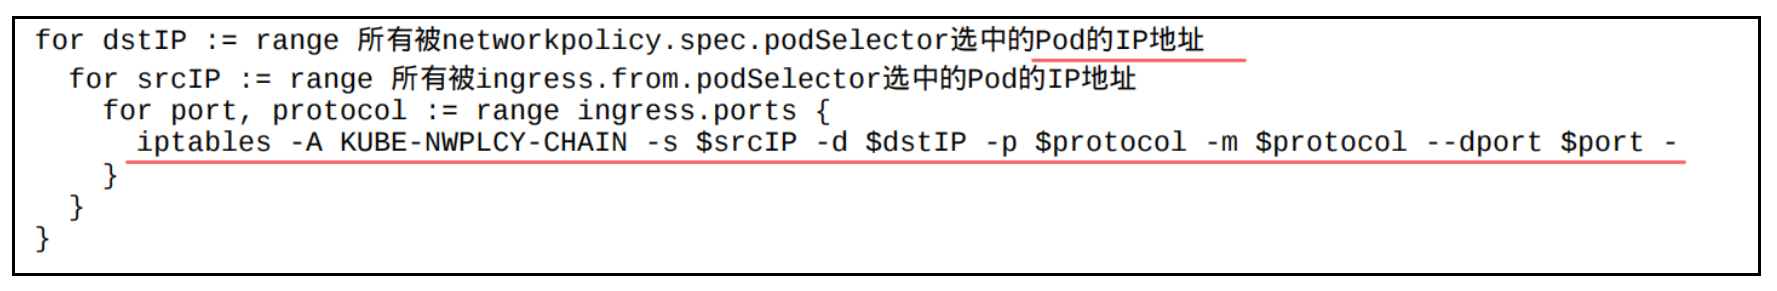 for dstIP := range 所有被networkpolicy.spec.podSelector选中的Pod的IP地址
  for srcIP := range 所有被ingress.from.podSelector选中的Pod的IP地址
    for port, protocol := range ingress.ports {
      iptables -A KUBE-NWPLCY-CHAIN -s $srcIP -d $dstIP -p $protocol -m $protocol --dport $port -
    }
  }
}